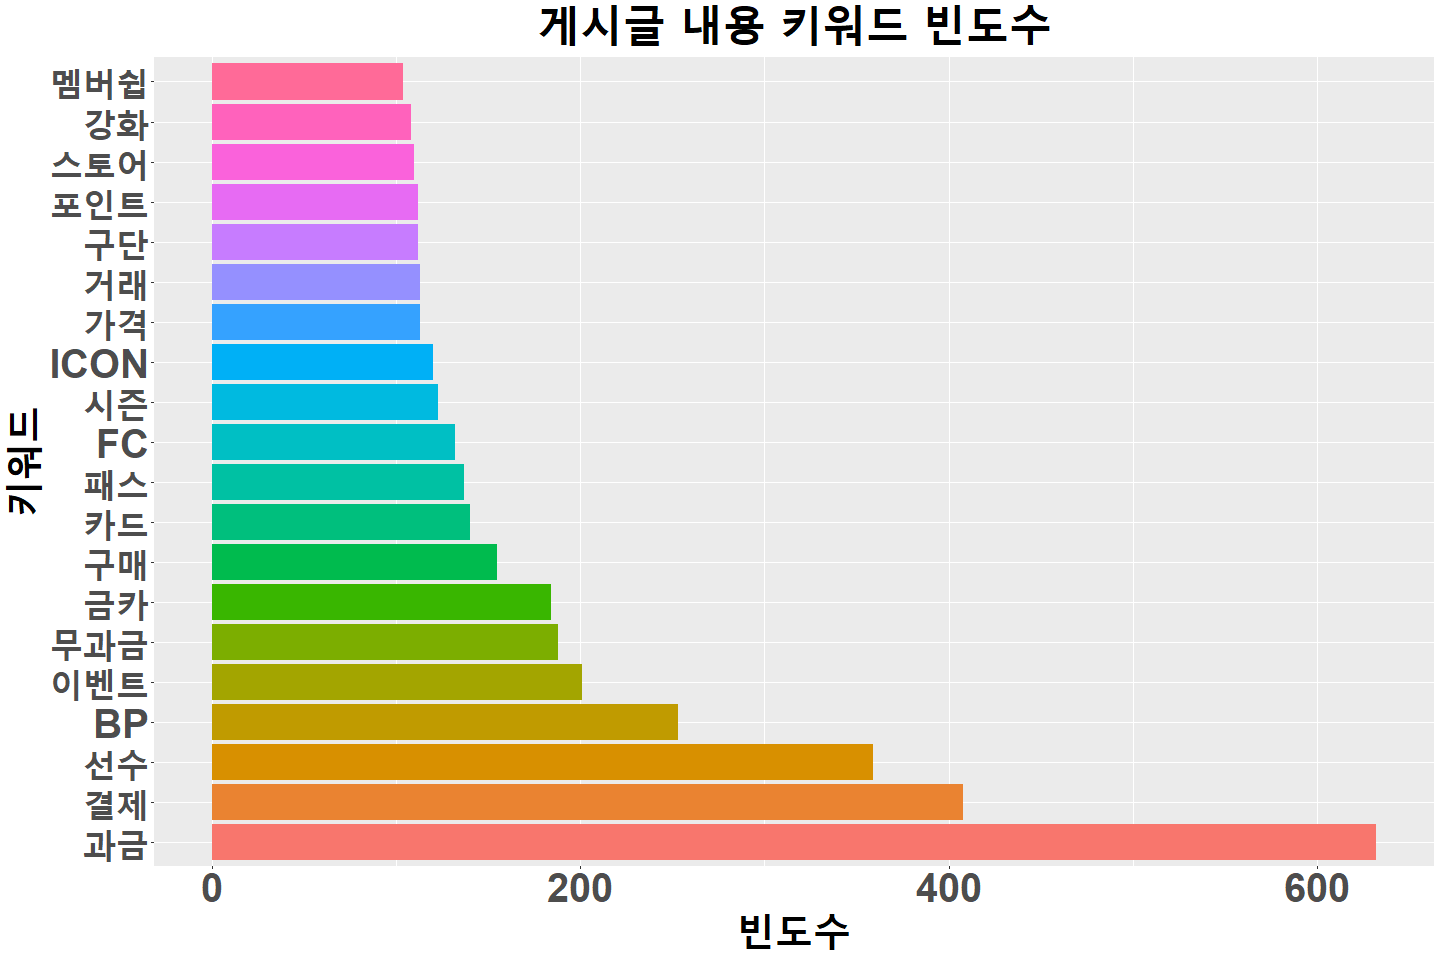 게시글 내용 키워드 빈도수
멤버쉽
강화
스토어
포인트
구단
거래
가격
ICON
시즌
FC
패스
카드
구매
금카
무과금
이벤트
BP
선수
결제
과금
키워드
0 200 400 600
빈도수